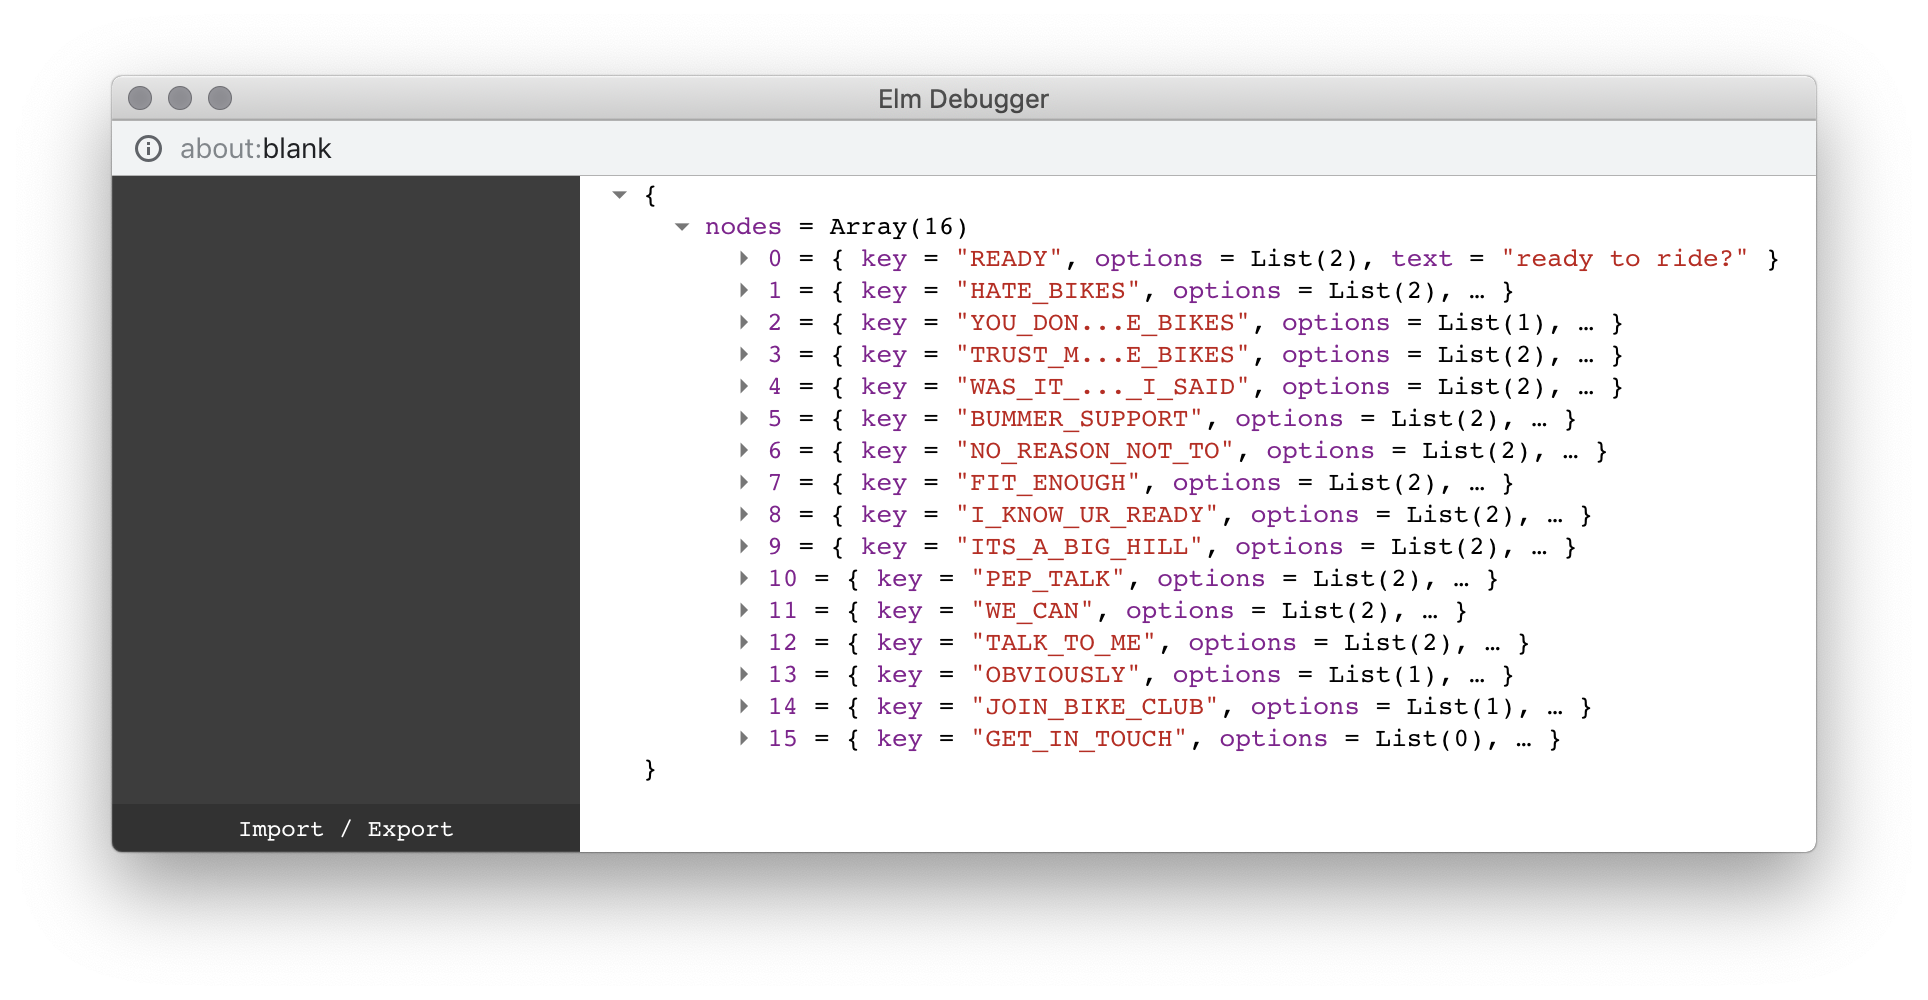 Elm Debugger
about:blank
{
nodes = Array(16)
0 = { key = "READY", options = List(2), text = "ready to ride?" }
1 = { key = "HATE_BIKES", options = List(2), … }
2 = { key = "YOU_DON...E_BIKES", options = List(1), … }
3 = { key = "TRUST_M...E_BIKES", options = List(2), … }
4 = { key = "WAS_IT_..._I_SAID", options = List(2), … }
5 = { key = "BUMMER_SUPPORT", options = List(2), … }
6 = { key = "NO_REASON_NOT_TO", options = List(2), … }
7 = { key = "FIT_ENOUGH", options = List(2), … }
8 = { key = "I_KNOW_UR_READY", options = List(2), … }
9 = { key = "ITS_A_BIG_HILL", options = List(2), … }
10 = { key = "PEP_TALK", options = List(2), … }
11 = { key = "WE_CAN", options = List(2), … }
12 = { key = "TALK_TO_ME", options = List(2), … }
13 = { key = "OBVIOUSLY", options = List(1), … }
14 = { key = "JOIN_BIKE_CLUB", options = List(1), … }
15 = { key = "GET_IN_TOUCH", options = List(0), … }
}
Import / Export